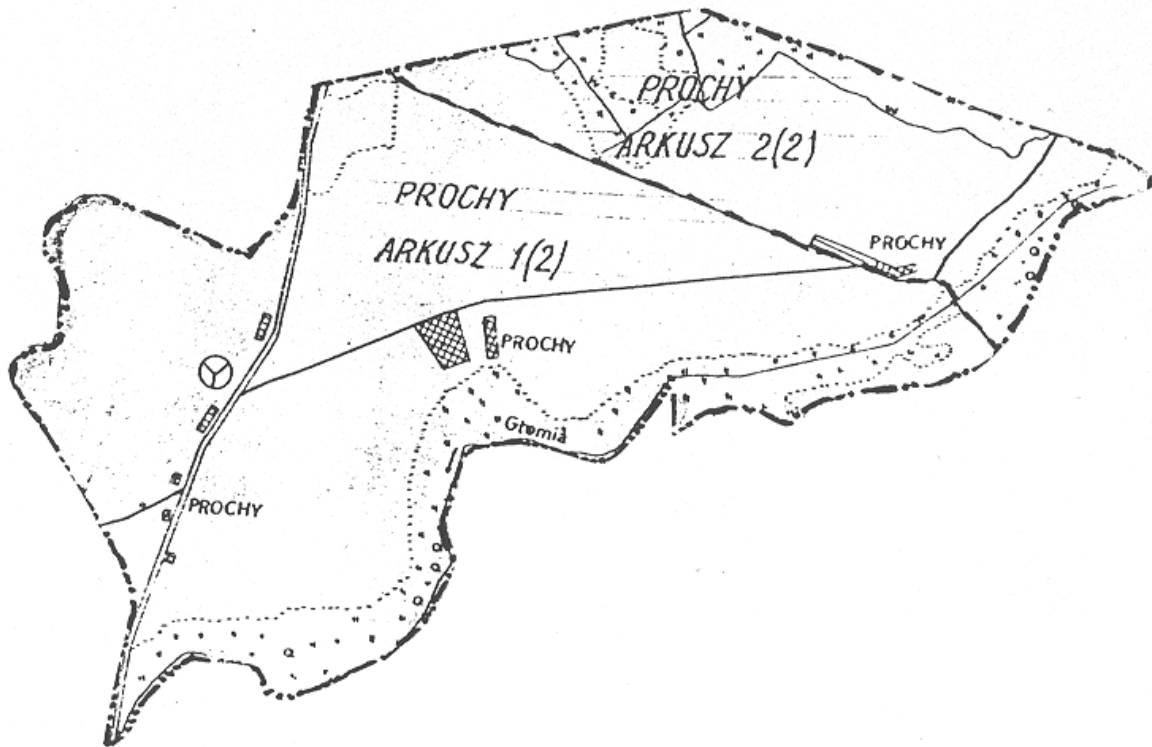 PROCHY
ARKUSZ 2(2)
PROCHY
ARKUSZ 1(2)
PROCHY
PROCHY
Głomia
PROCHY